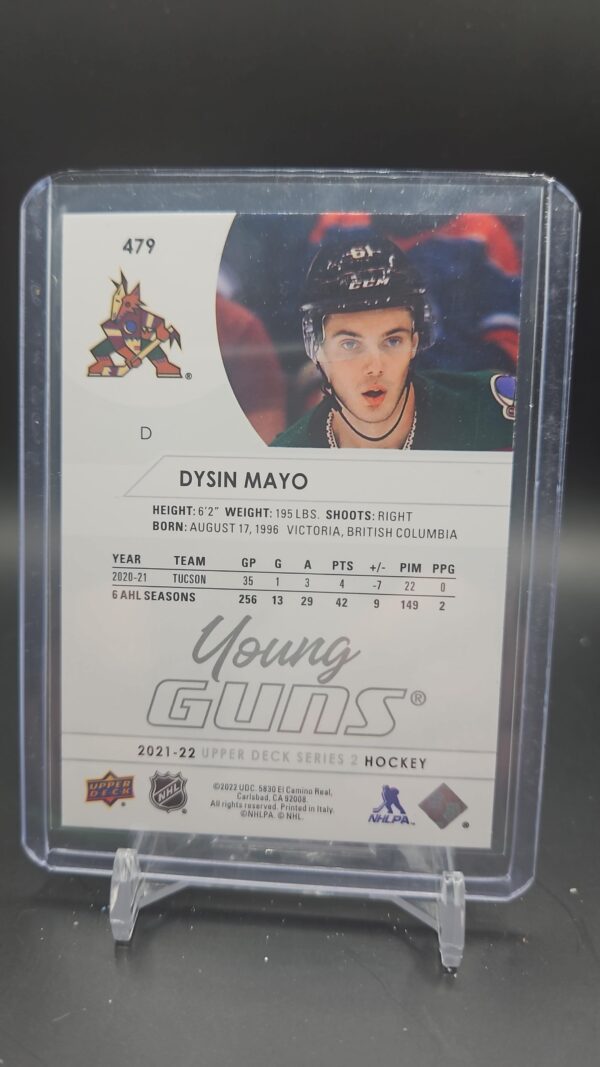 479
61
CCM
D
DYSIN MAYO
HEIGHT: 6'2" WEIGHT: 195 LBS. SHOOTS: RIGHT
BORN: AUGUST 17, 1996 VICTORIA, BRITISH COLUMBIA
YEAR TEAM GP G A PTS +/- PIM PPG
2020-21 TUCSON 35 1 3 4 -7 22 0
6 AHL SEASONS 256 13 29 42 9 149 2
Young
GUNS®
2021-22 UPPER DECK SERIES 2 HOCKEY
UPPER DECK
NHL
©2022 UDC. 5830 El Camino Real,
Carlsbad, CA 92008.
All rights reserved. Printed in Italy.
©NHLPA. © NHL.
NHLPA